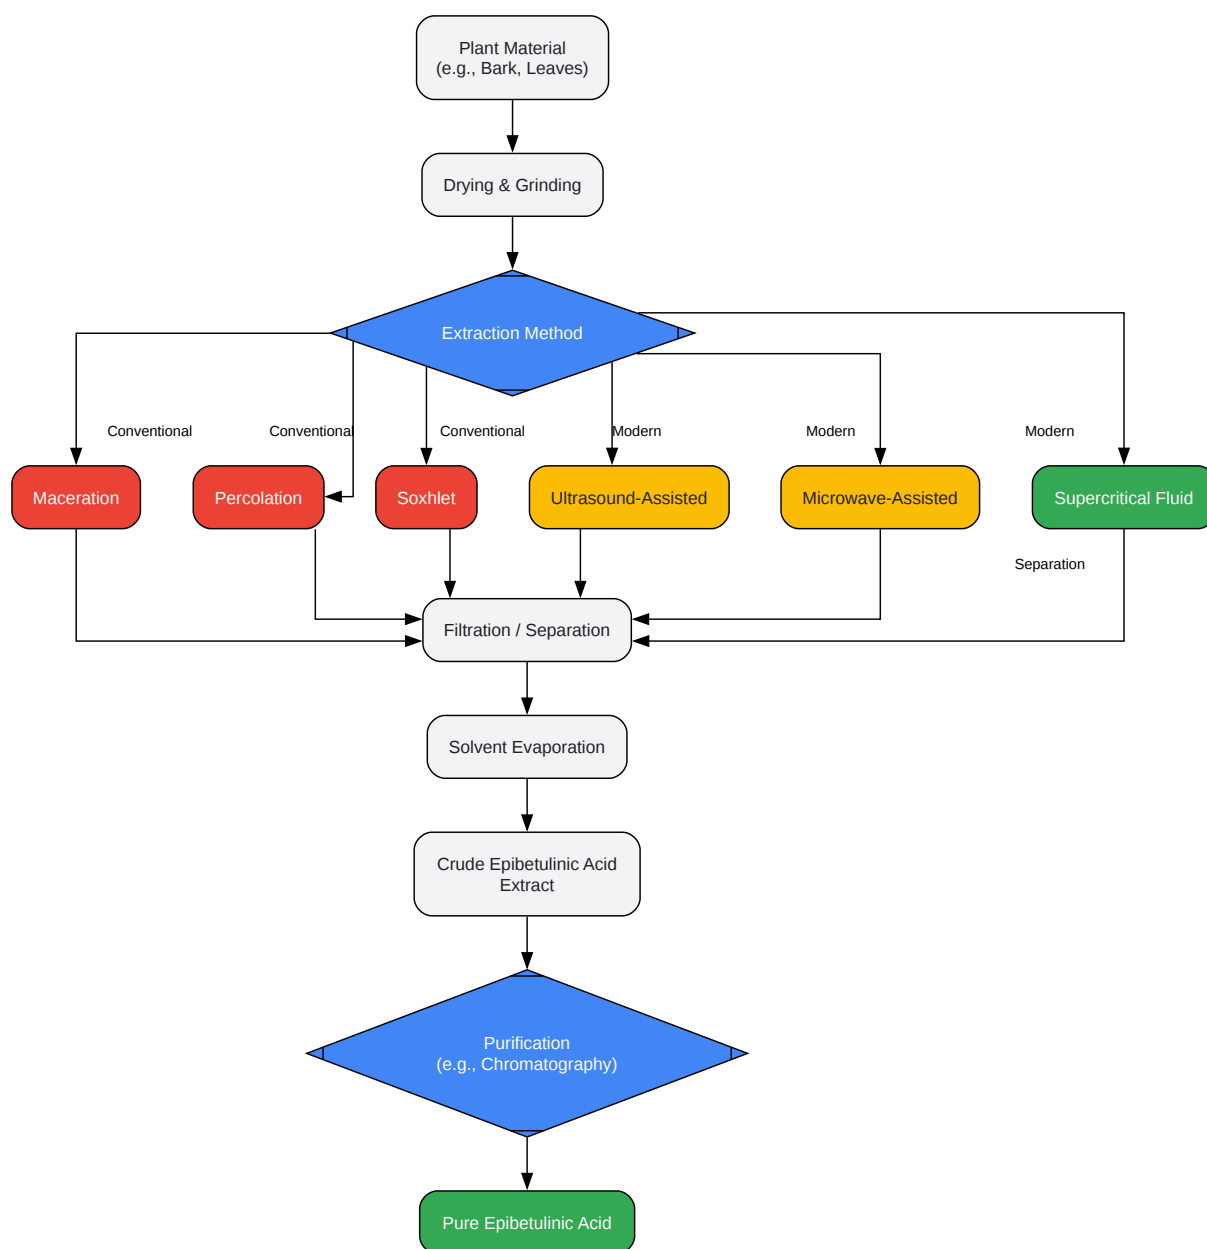 Plant Material
(e.g., Bark, Leaves)
Drying & Grinding
Extraction Method
Conventional
Conventional
Conventional
Modern
Modern
Modern
Maceration
Percolation
Soxhlet
Ultrasound-Assisted
Microwave-Assisted
Supercritical Fluid
Separation
Filtration / Separation
Solvent Evaporation
Crude Epibetulinic Acid
Extract
Purification
(e.g., Chromatography)
Pure Epibetulinic Acid